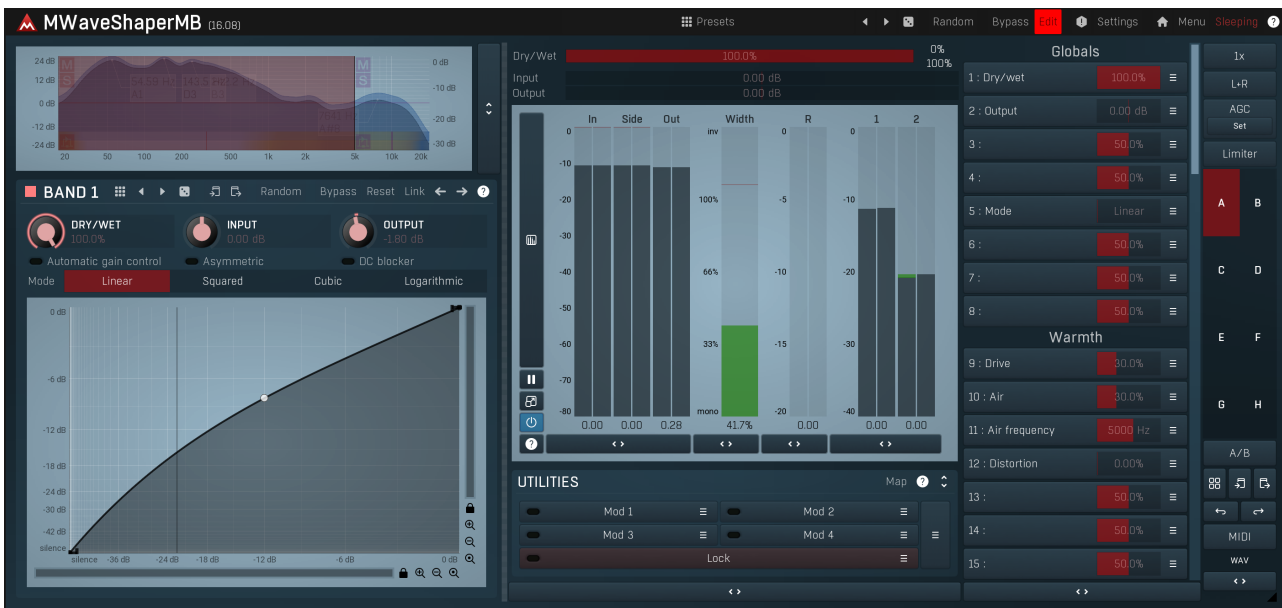 MWaveShaperMB (16.08)
Presets
Random Bypass Edit Settings Menu Sleeping ?
24 dB
12 dB
0 dB
-12 dB
-24 dB
M
S
M
S
0 dB
-10 dB
-20 dB
-30 dB
20 50 100 200 500 1k 2k 5k 10k 20k
BAND 1 Random Bypass Reset Link ?
DRY/WET
100.0%
INPUT
0.00 dB
OUTPUT
-1.80 dB
Automatic gain control Asymmetric DC blocker
Mode Linear Squared Cubic Logarithmic
0 dB
-6 dB
-12 dB
-18 dB
-24 dB
-30 dB
-42 dB
silence
silence -36 dB -24 dB -18 dB -12 dB -6 dB 0 dB
Dry/Wet 100.0% 0%
100%
Input 0.00 dB
Output 0.00 dB
In Side Out Width R 1 2
0
-10
-20
-30
-40
-50
-60
-70
-80
inv
100%
66%
33%
mono
0
-5
-10
-15
-20
0
-10
-20
-30
-40
0.00 0.00 0.28 41.7% 0.00 0.00 0.00
?
UTILITIES Map ?
Mod 1 Mod 2
Mod 3 Mod 4
Lock
Globals
1 : Dry/wet 100.0%
2 : Output 0.00 dB
3 : 50.0%
4 : 50.0%
5 : Mode Linear
6 : 50.0%
7 : 50.0%
8 : 50.0%
Warmth
9 : Drive 30.0%
10 : Air 30.0%
11 : Air frequency 5000 Hz
12 : Distortion 0.00%
13 : 50.0%
14 : 50.0%
15 : 50.0%
1x
L+R
AGC
Set
Limiter
A B
C D
E F
G H
A/B
MIDI
WAV